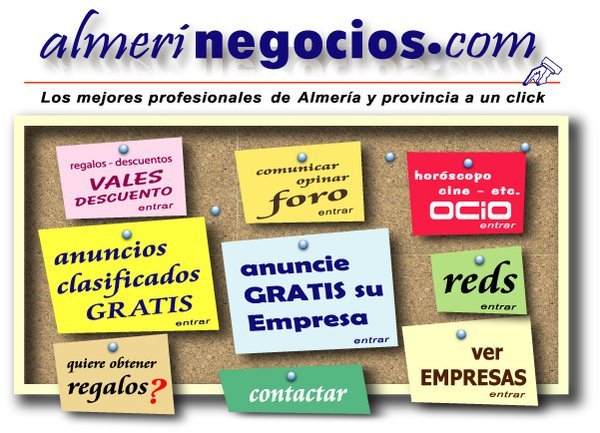 almerínegocios.com
Los mejores profesionales de Almería y provincia a un click
regalos - descuentos
VALES
DESCUENTO
entrar
comunicar
opinar
foro
entrar
horóscopo
cine - etc.
OCiO
entrar
anuncios
clasificados
GRATIS
entrar
anuncie
GRATIS su
Empresa
entrar
reds
entrar
quiere obtener
regalos?
contactar
ver
EMPRESAS
entrar